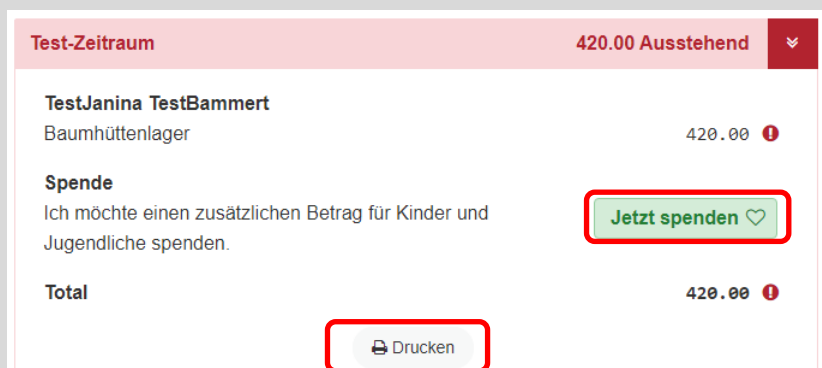 Test-Zeitraum 420.00 Ausstehend
TestJanina TestBammert
Baumhüttenlager 420.00
Spende
Ich möchte einen zusätzlichen Betrag für Kinder und
Jugendliche spenden.
Jetzt spenden
Total 420.00
Drucken